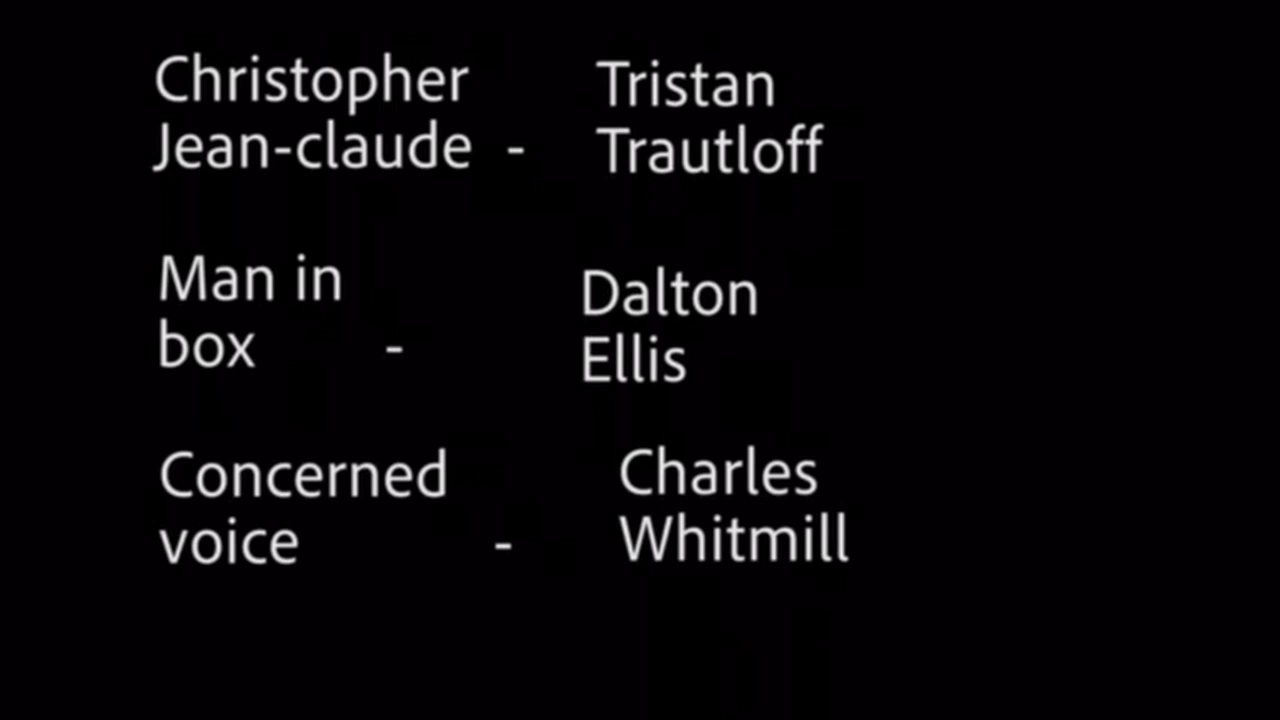 Christopher
Jean-claude -
Tristan
Trautloff
Man in
box -
Dalton
Ellis
Concerned
voice -
Charles
Whitmill